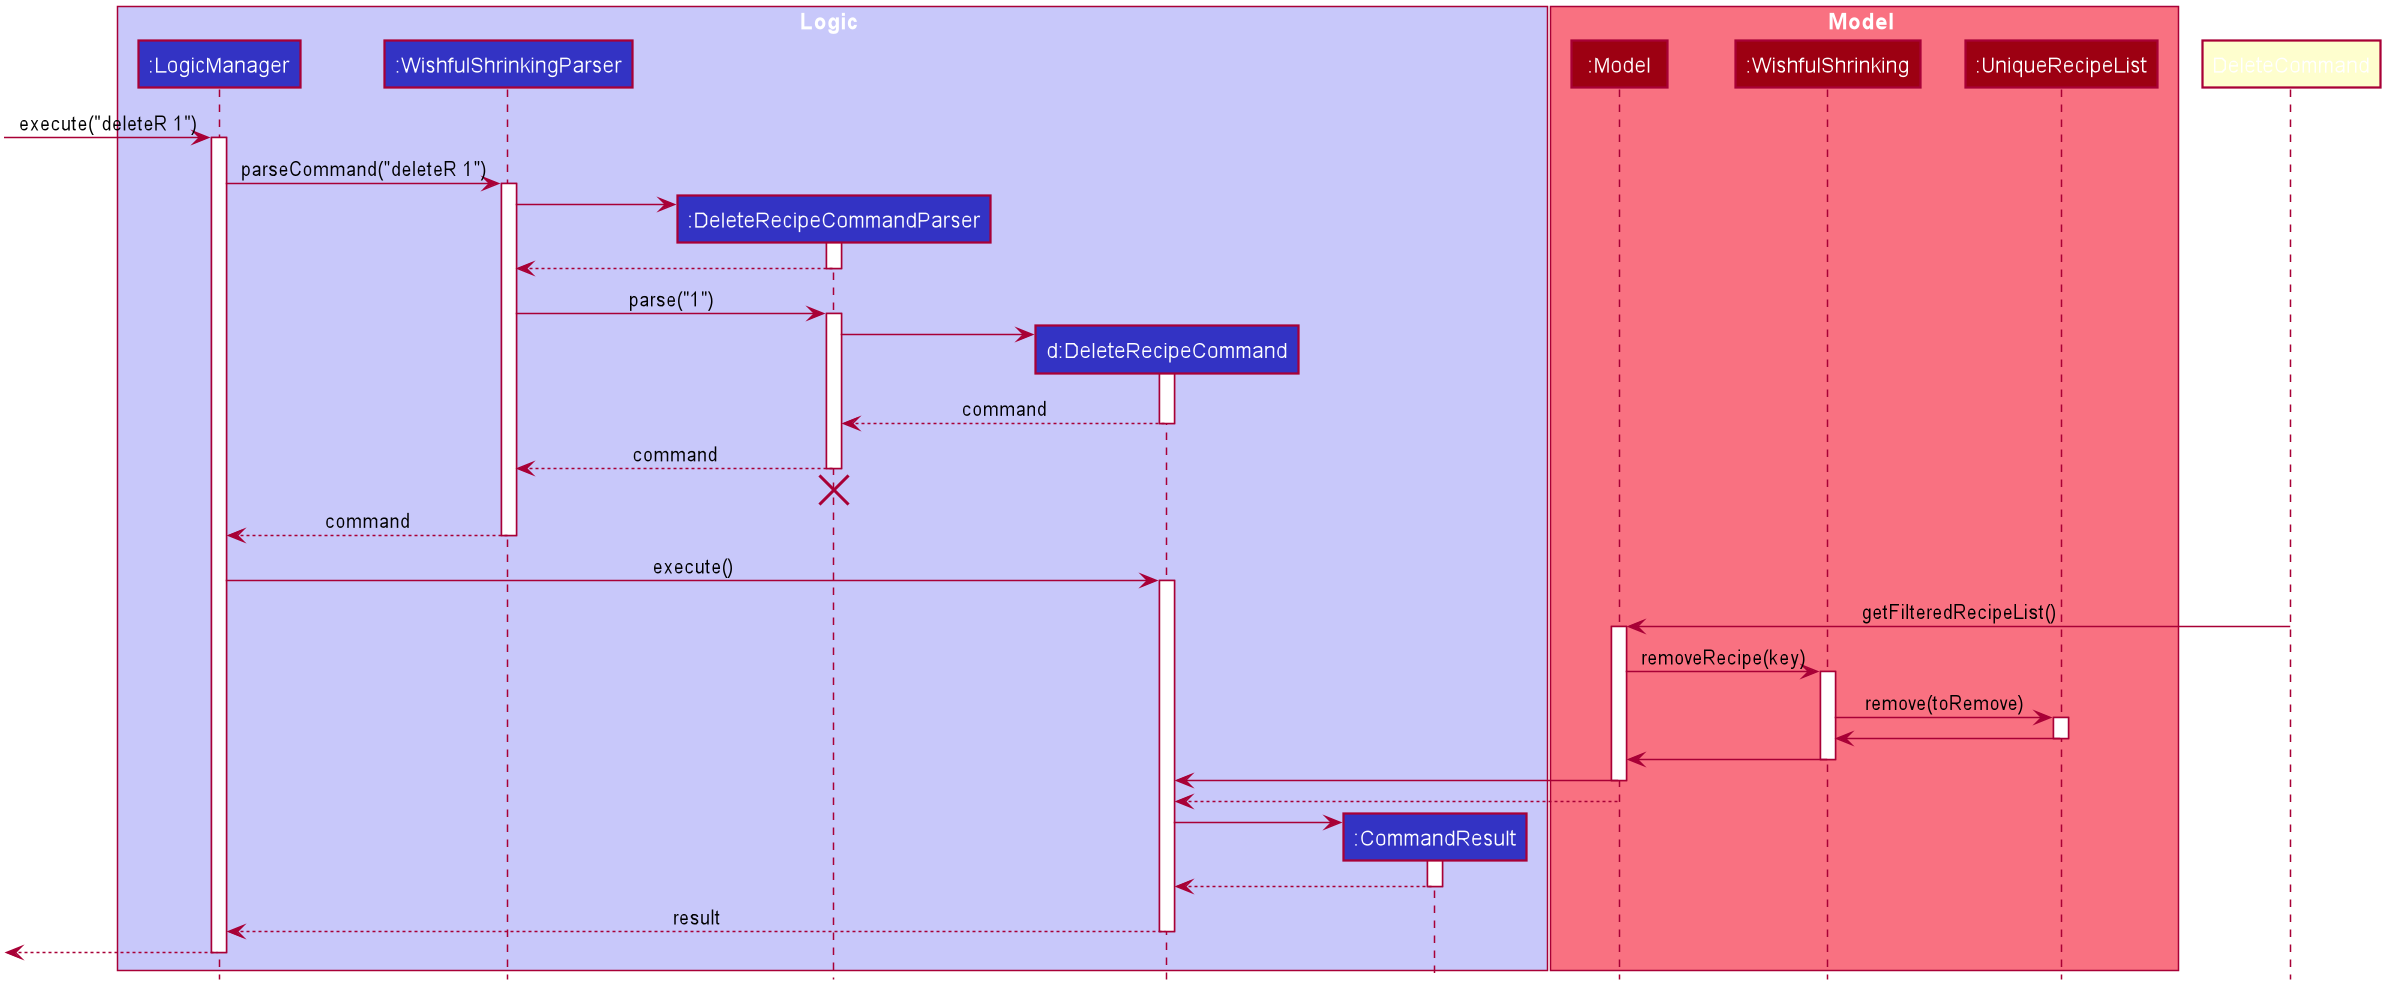 Logic
Model
:LogicManager
:WishfulShrinkingParser
:Model
:WishfulShrinking
:UniqueRecipeList
DeleteCommand
execute("deleteR 1")
parseCommand("deleteR 1")
:DeleteRecipeCommandParser
parse("1")
d:DeleteRecipeCommand
command
command
command
execute()
getFilteredRecipeList()
removeRecipe(key)
remove(toRemove)
:CommandResult
result